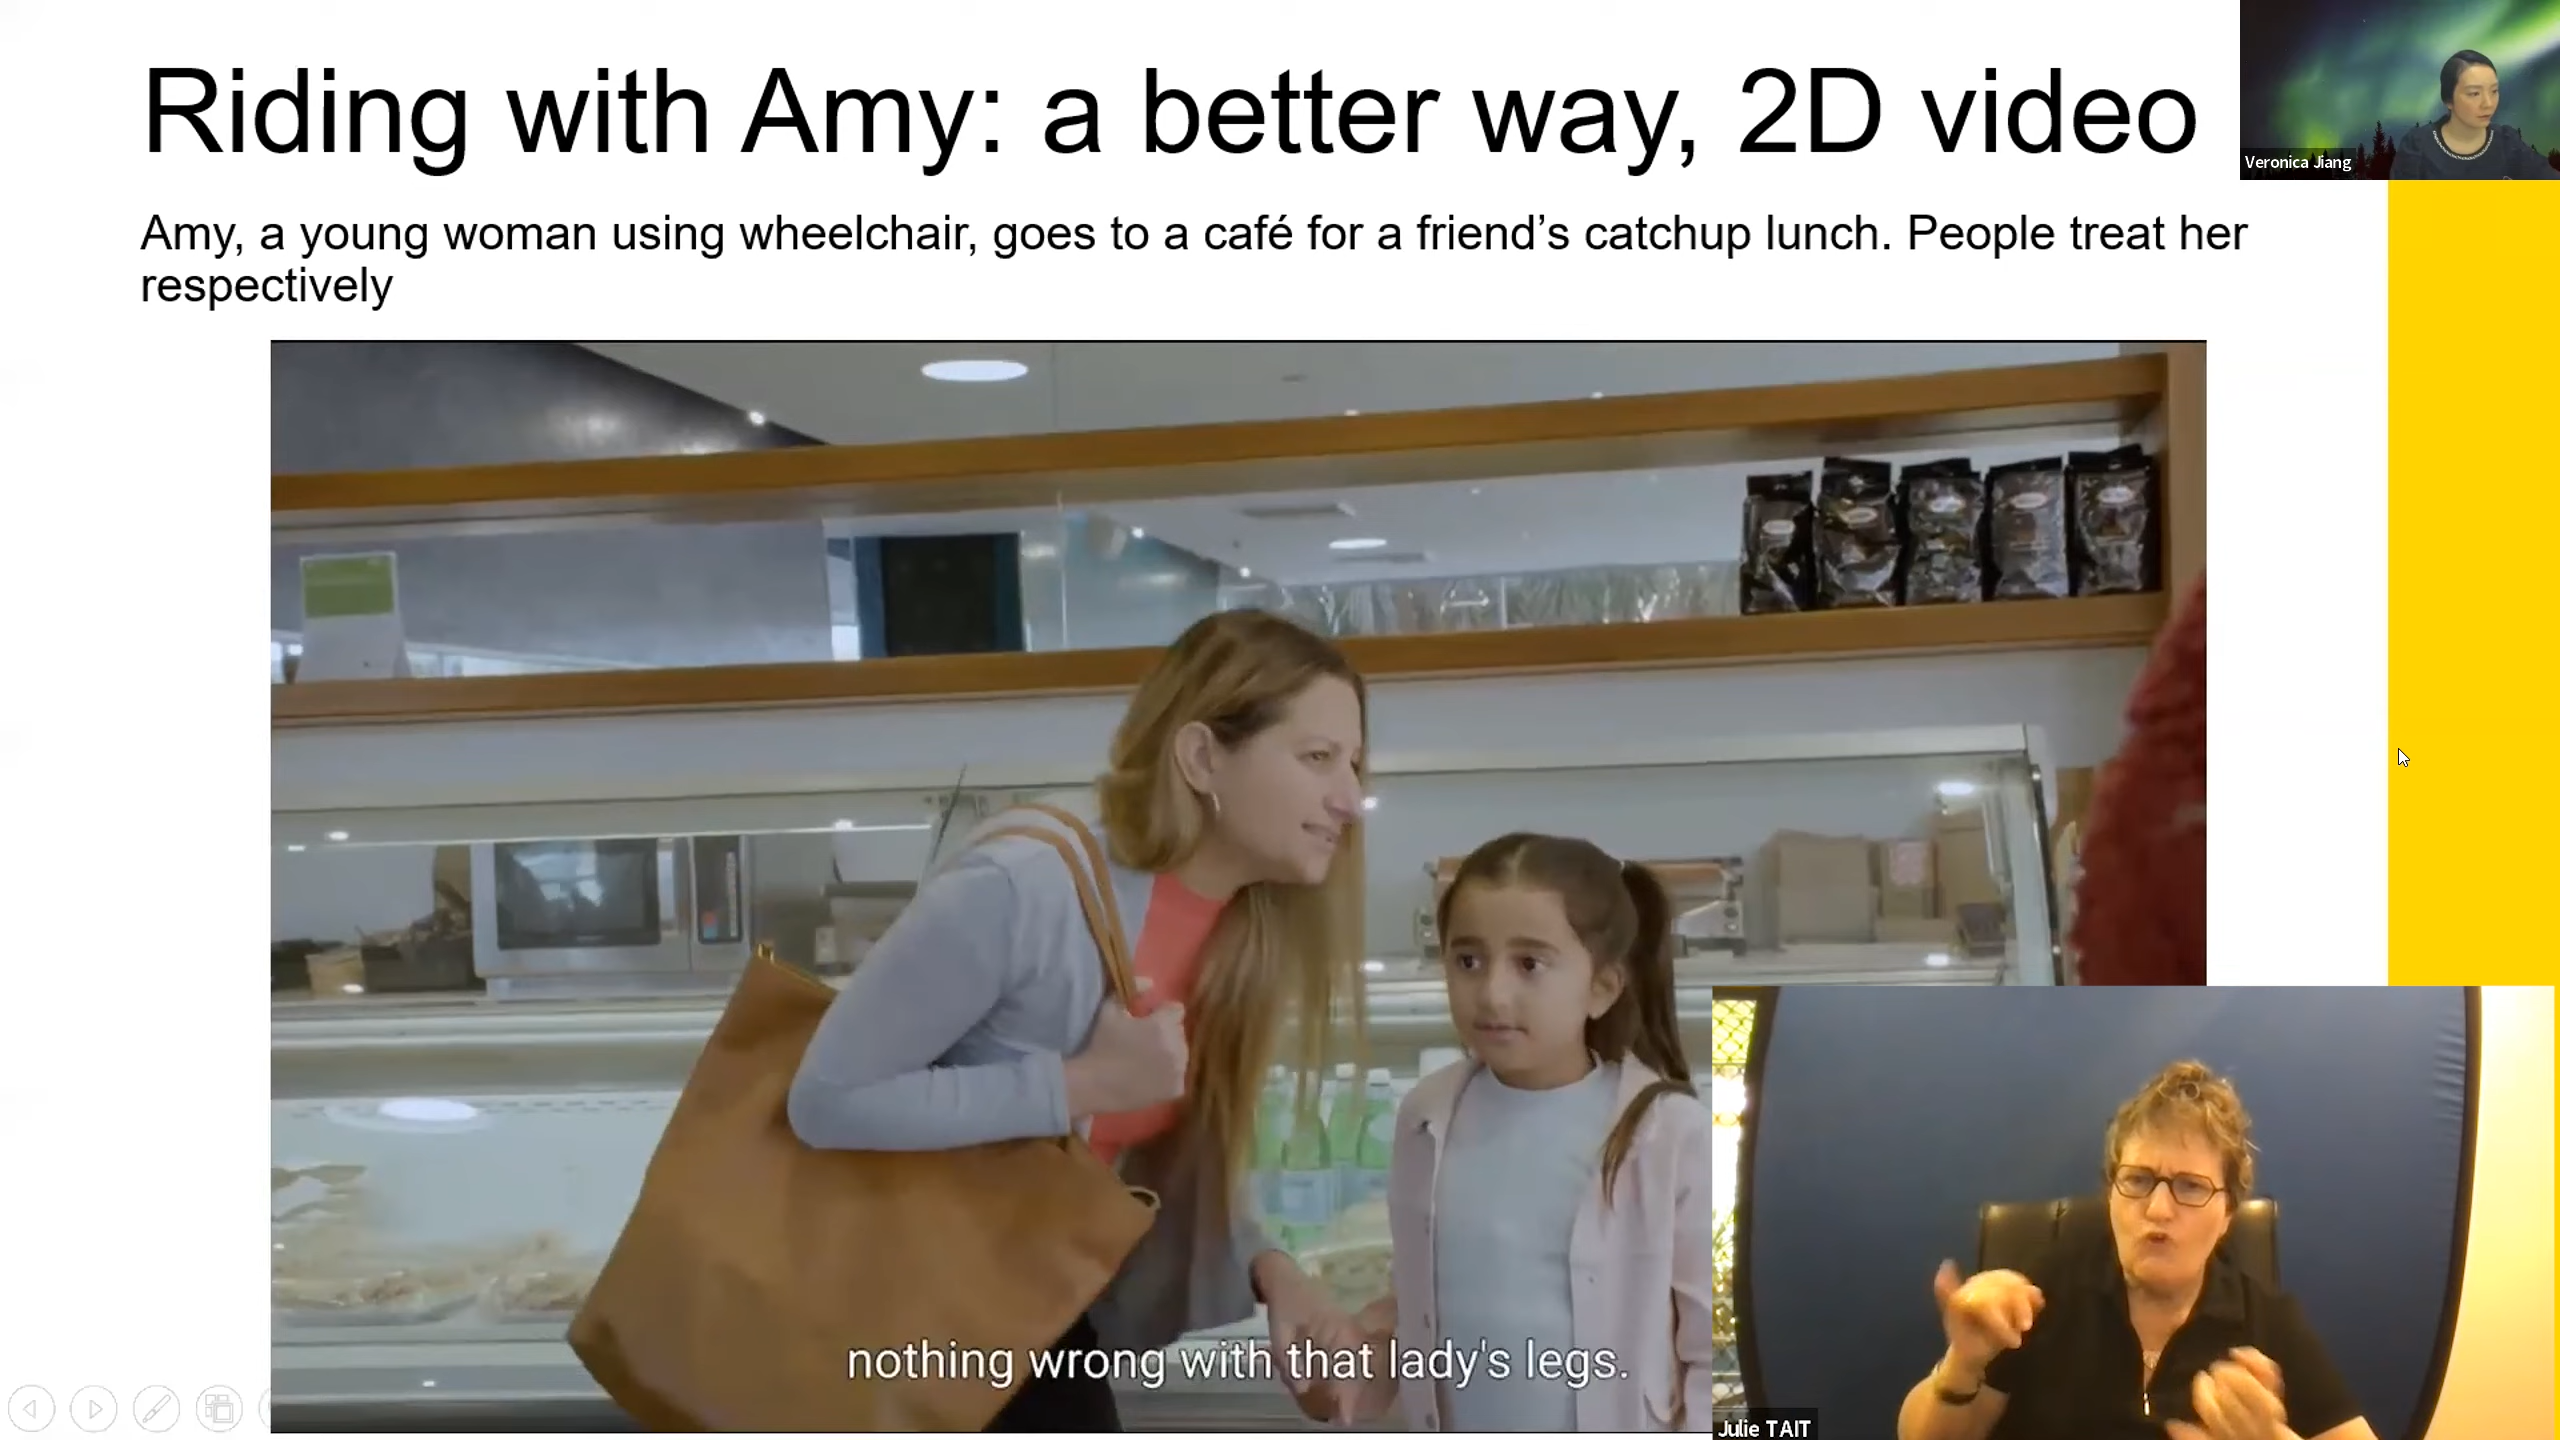 Riding with Amy: a better way, 2D video
Veronica Jiang
Amy, a young woman using wheelchair, goes to a café for a friend’s catchup lunch. People treat her
respectively
nothing wrong with that lady's legs.
Julie TAIT